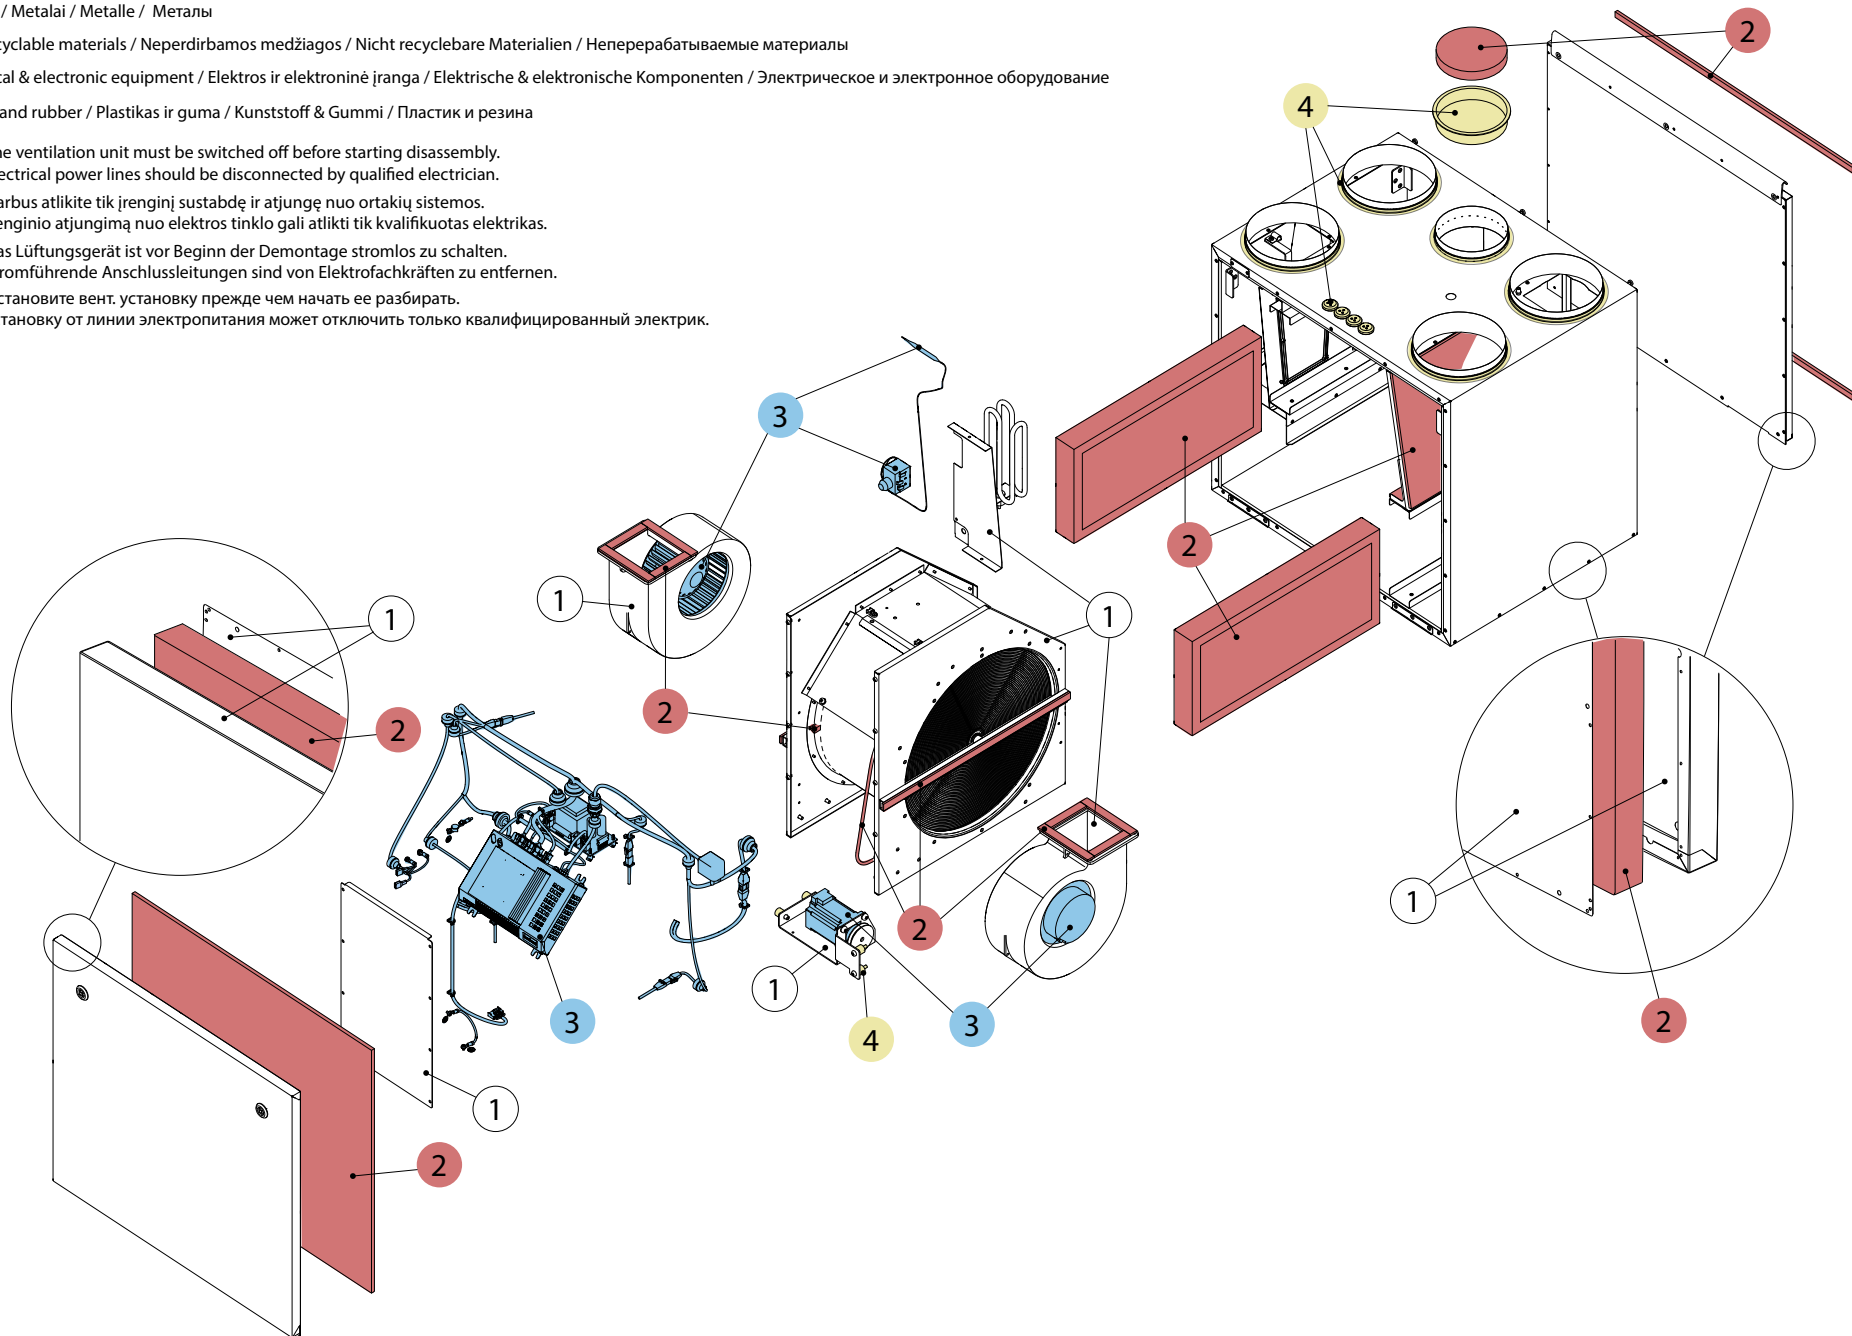 / Metalai / Metalle / Металы
yclable materials / Neperdirbamos medžiagos / Nicht recyclebare Materialien / Неперерабатываемые материалы
cal & electronic equipment / Elektros ir elektroninė įranga / Elektrische & elektronische Komponenten / Электрическое и электронное оборудование
and rubber / Plastikas ir guma / Kunststoff & Gummi / Пластик и резина
he ventilation unit must be switched off before starting disassembly.
ectrical power lines should be disconnected by qualified electrician.
arbus atlikite tik įrenginį sustabdę ir atjungę nuo ortakių sistemos.
enginio atjungimą nuo elektros tinklo gali atlikti tik kvalifikuotas elektrikas.
as Lüftungsgerät ist vor Beginn der Demontage stromlos zu schalten.
romführende Anschlussleitungen sind von Elektrofachkräften zu entfernen.
становите вент. установку прежде чем начать ее разбирать.
тановку от линии электропитания может отключить только квалифицированный электрик.
2
4
3
2
1
1
1
2
2
1
2
2
1
3
4
3
2
1
2